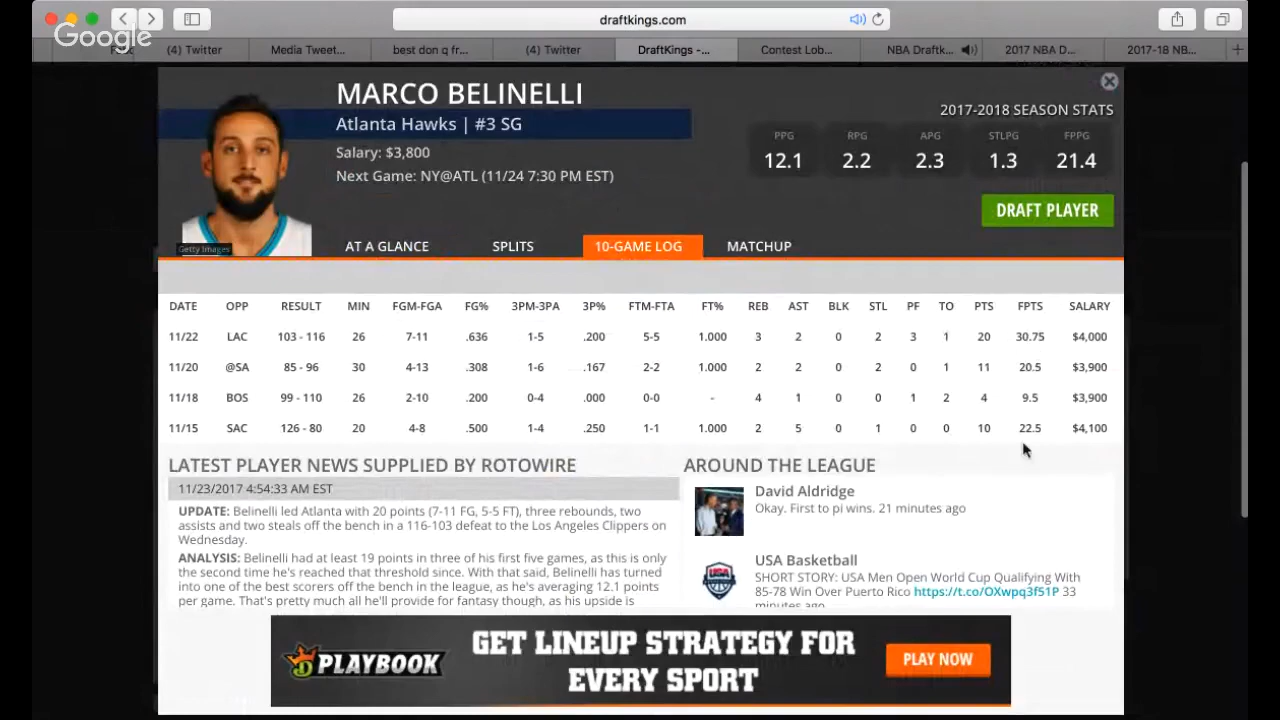 draftkings.com
Google
(4) Twitter
Media Tweet...
best don q fr...
(4) Twitter
DraftKings -...
Contest Lob...
NBA Draftk...
2017 NBA D...
2017-18 NB...
MARCO BELINELLI
Atlanta Hawks | #3 SG
Salary: $3,800
Next Game: NY@ATL (11/24 7:30 PM EST)
2017-2018 SEASON STATS
PPG RPG APG STLPG FPPG
12.1 2.2 2.3 1.3 21.4
DRAFT PLAYER
Getty Images
AT A GLANCE SPLITS 10-GAME LOG MATCHUP
DATE OPP RESULT MIN FGM-FGA FG% 3PM-3PA 3P% FTM-FTA FT% REB AST BLK STL PF TO PTS FPTS SALARY
11/22 LAC 103 - 116 26 7-11 .636 1-5 .200 5-5 1.000 3 2 0 2 3 1 20 30.75 $4,000
11/20 @SA 85 - 96 30 4-13 .308 1-6 .167 2-2 1.000 2 2 0 2 0 1 11 20.5 $3,900
11/18 BOS 99 - 110 26 2-10 .200 0-4 .000 0-0 - 4 1 0 0 1 2 4 9.5 $3,900
11/15 SAC 126 - 80 20 4-8 .500 1-4 .250 1-1 1.000 2 5 0 1 0 0 10 22.5 $4,100
LATEST PLAYER NEWS SUPPLIED BY ROTOWIRE
11/23/2017 4:54:33 AM EST
UPDATE: Belinelli led Atlanta with 20 points (7-11 FG, 5-5 FT), three rebounds, two
assists and two steals off the bench in a 116-103 defeat to the Los Angeles Clippers on
Wednesday.
ANALYSIS: Belinelli had at least 19 points in three of his first five games, as this is only
the second time he's reached that threshold since. With that said, Belinelli has turned
into one of the best scorers off the bench in the league, as he's averaging 12.1 points
per game. That's pretty much all he'll provide for fantasy though, as his upside is
AROUND THE LEAGUE
David Aldridge
Okay. First to pi wins. 21 minutes ago
USA Basketball
SHORT STORY: USA Men Open World Cup Qualifying With
85-78 Win Over Puerto Rico https://t.co/OXwpq3f51P 33
minutes ago
PLAYBOOK
GET LINEUP STRATEGY FOR
EVERY SPORT
PLAY NOW